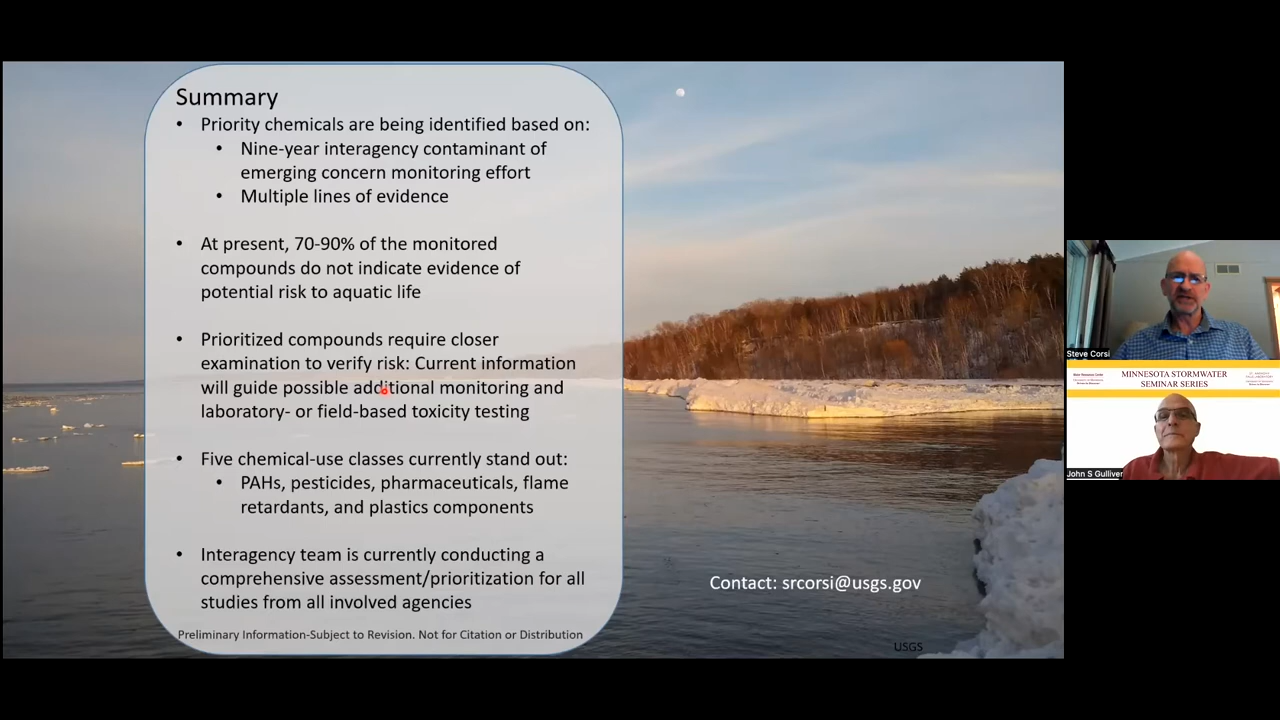 Summary
• Priority chemicals are being identified based on:
• Nine-year interagency contaminant of
emerging concern monitoring effort
• Multiple lines of evidence
• At present, 70-90% of the monitored
compounds do not indicate evidence of
potential risk to aquatic life
• Prioritized compounds require closer
examination to verify risk: Current information
will guide possible additional monitoring and
laboratory- or field-based toxicity testing
• Five chemical-use classes currently stand out:
• PAHs, pesticides, pharmaceuticals, flame
retardants, and plastics components
• Interagency team is currently conducting a
comprehensive assessment/prioritization for all
studies from all involved agencies
Preliminary Information-Subject to Revision. Not for Citation or Distribution
Contact: srcorsi@usgs.gov
USGS
Steve Corsi
MINNESOTA STORMWATER
SEMINAR SERIES
John S Gulliver